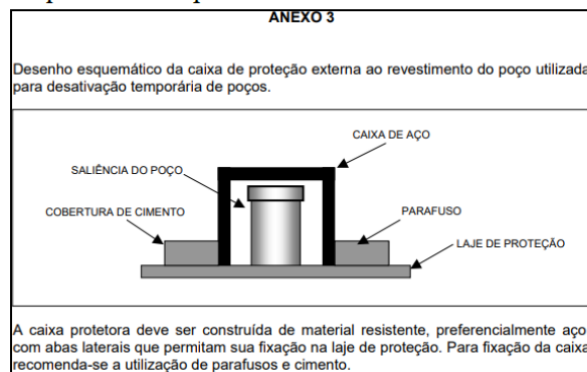 ANEXO 3
Desenho esquemático da caixa de proteção externa ao revestimento do poço utilizada
para desativação temporária de poços.
CAIXA DE AÇO
SALIÊNCIA DO POÇO
COBERTURA DE CIMENTO
PARAFUSO
LAJE DE PROTEÇÃO
A caixa protetora deve ser construída de material resistente, preferencialmente aço
com abas laterais que permitam sua fixação na laje de proteção. Para fixação da caixa
recomenda-se a utilização de parafusos e cimento.